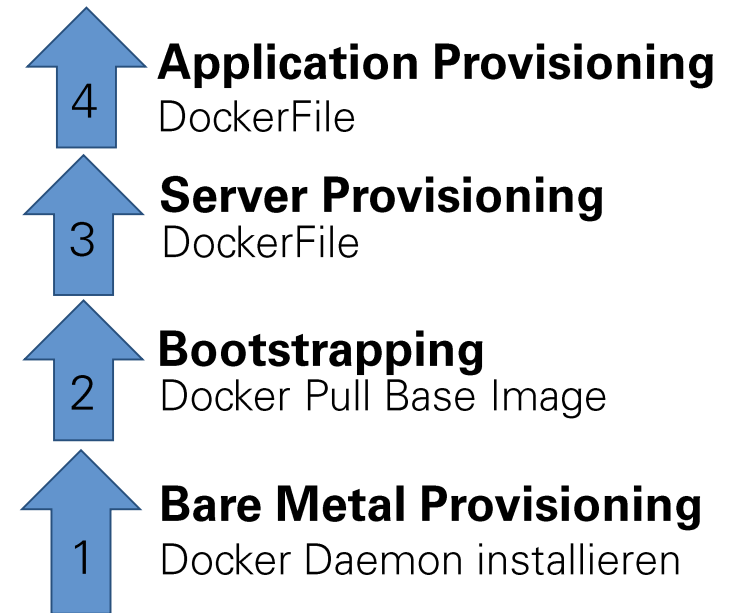 4
Application Provisioning
DockerFile
3
Server Provisioning
DockerFile
2
Bootstrapping
Docker Pull Base Image
1
Bare Metal Provisioning
Docker Daemon installieren